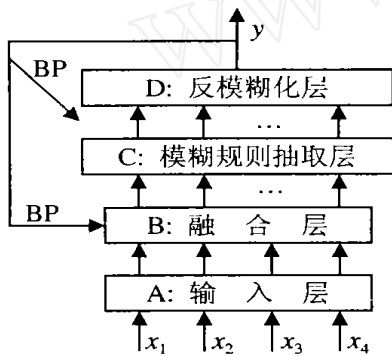 y
BP
D: 反模糊化层
...
C: 模糊规则抽取层
...
BP
B: 融 合 层
A: 输 入 层
x₁ x₂ x₃ x₄